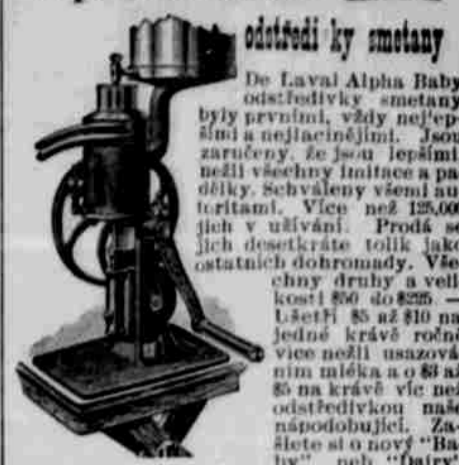 odstředi ky smetany
De Laval Alpha Baby
odstředivky smetany
byly prvními, vždy nejlep-
šími a nejlacinějími. Jsou
zaručeny, že jsou lepšími,
nežli všechny imitace a pa
dělky. Schváleny všemi au
toritami. Více než 125,000
jich v užívání. Prodá se
jich desetkráte tolik jako
ostatních dohromady. Vše
chny druhy a veli
kosti $50 do $225. —
Ušetří $5 až $10 na
jedné krávě ročně
více nežli usazová
ním mléka a o $3 až
$5 na krávě víc než
odstředivkou naše
nápodobující. Za-
šlete si o nový "Ba
by" neb "Dairy"